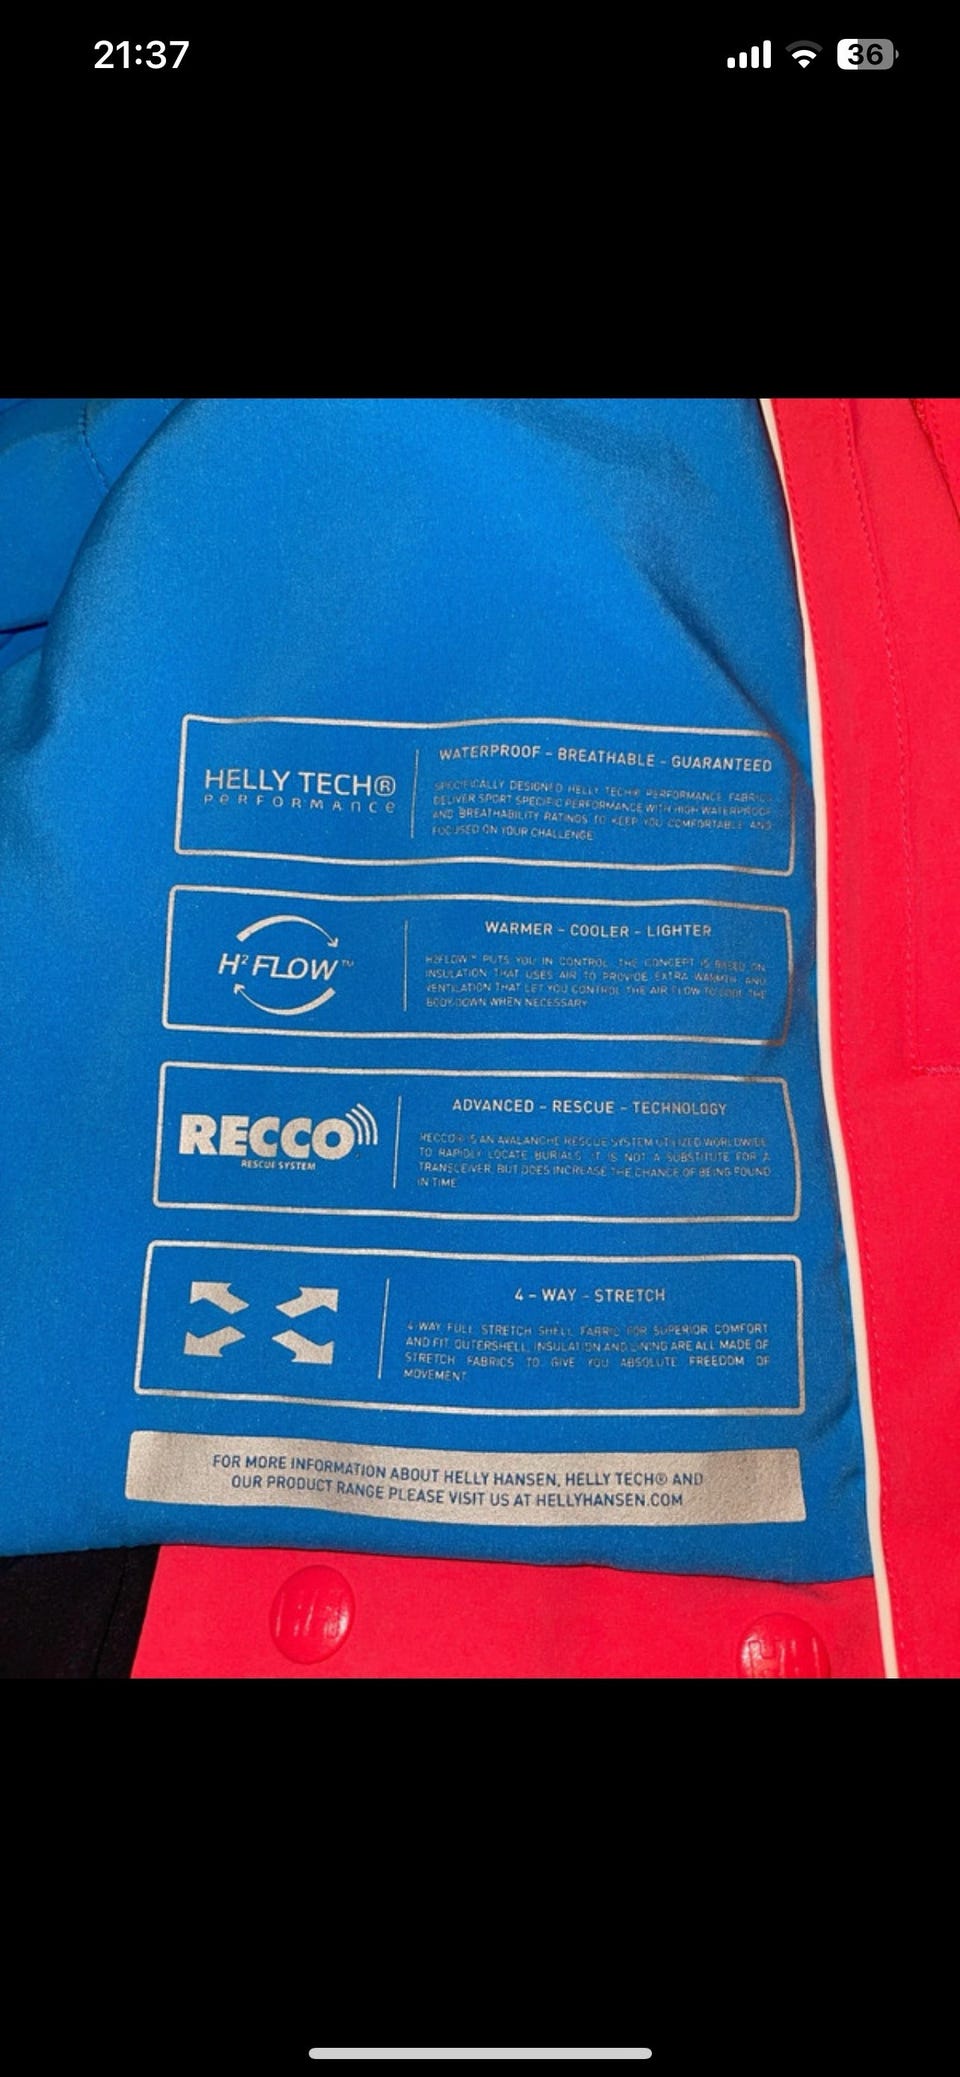 21:37
36
HELLY TECH®
PERFORMANCE
WATERPROOF - BREATHABLE - GUARANTEED
SPECIFICALLY DESIGNED HELLY TECH® PERFORMANCE FABRICS
DELIVER SPORT SPECIFIC PERFORMANCE WITH HIGH WATERPROOF
AND BREATHABILITY RATINGS TO KEEP YOU COMFORTABLE AND
FOCUSED ON YOUR CHALLENGE
H² FLOW™
WARMER - COOLER - LIGHTER
H2FLOW™ PUTS YOU IN CONTROL. THE CONCEPT IS BASED ON
INSULATION THAT USES AIR TO PROVIDE EXTRA WARMTH AND
VENTILATION THAT LET YOU CONTROL THE AIR FLOW TO COOL THE
BODY DOWN WHEN NECESSARY
RECCO
RESCUE SYSTEM
ADVANCED - RESCUE - TECHNOLOGY
RECCO® IS AN AVALANCHE RESCUE SYSTEM UTILIZED WORLDWIDE
TO RAPIDLY LOCATE BURIALS. IT IS NOT A SUBSTITUTE FOR A
TRANSCEIVER, BUT DOES INCREASE THE CHANCE OF BEING FOUND
IN TIME
4 - WAY - STRETCH
4-WAY FULL STRETCH SHELL FABRIC FOR SUPERIOR COMFORT
AND FIT. OUTERSHELL, INSULATION AND LINING ARE ALL MADE OF
STRETCH FABRICS TO GIVE YOU ABSOLUTE FREEDOM OF
MOVEMENT
FOR MORE INFORMATION ABOUT HELLY HANSEN, HELLY TECH® AND
OUR PRODUCT RANGE PLEASE VISIT US AT HELLYHANSEN.COM